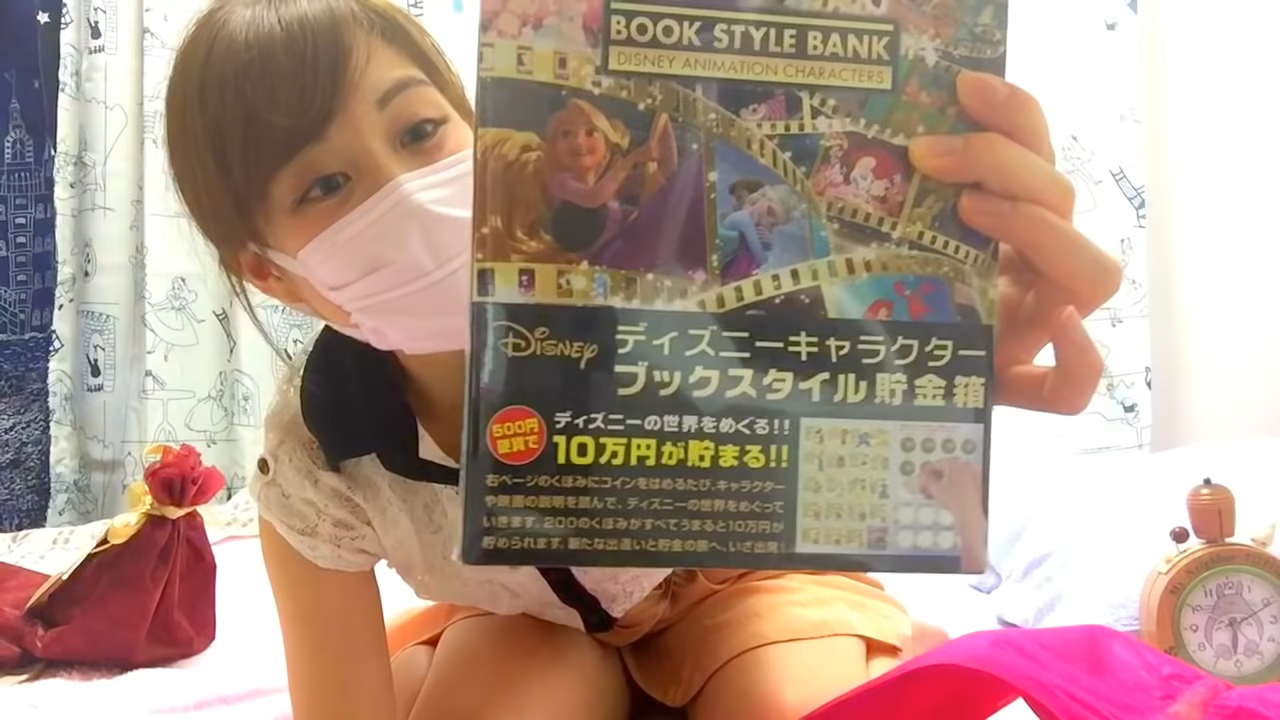 BOOK STYLE BANK
DISNEY ANIMATION CHARACTERS
Disney
ディズニーキャラクター
ブックスタイル貯金箱
500円
硬貨で
ディズニーの世界をめぐる!!
10万円が貯まる!!
右ページのくぼみにコインをはめるたび、キャラクター
や映画の説明を読んで、ディズニーの世界をめぐって
いきます。200のくぼみがすべてうまると10万円が
貯められます。新たな出逢いと貯金の旅へ、いざ出発!